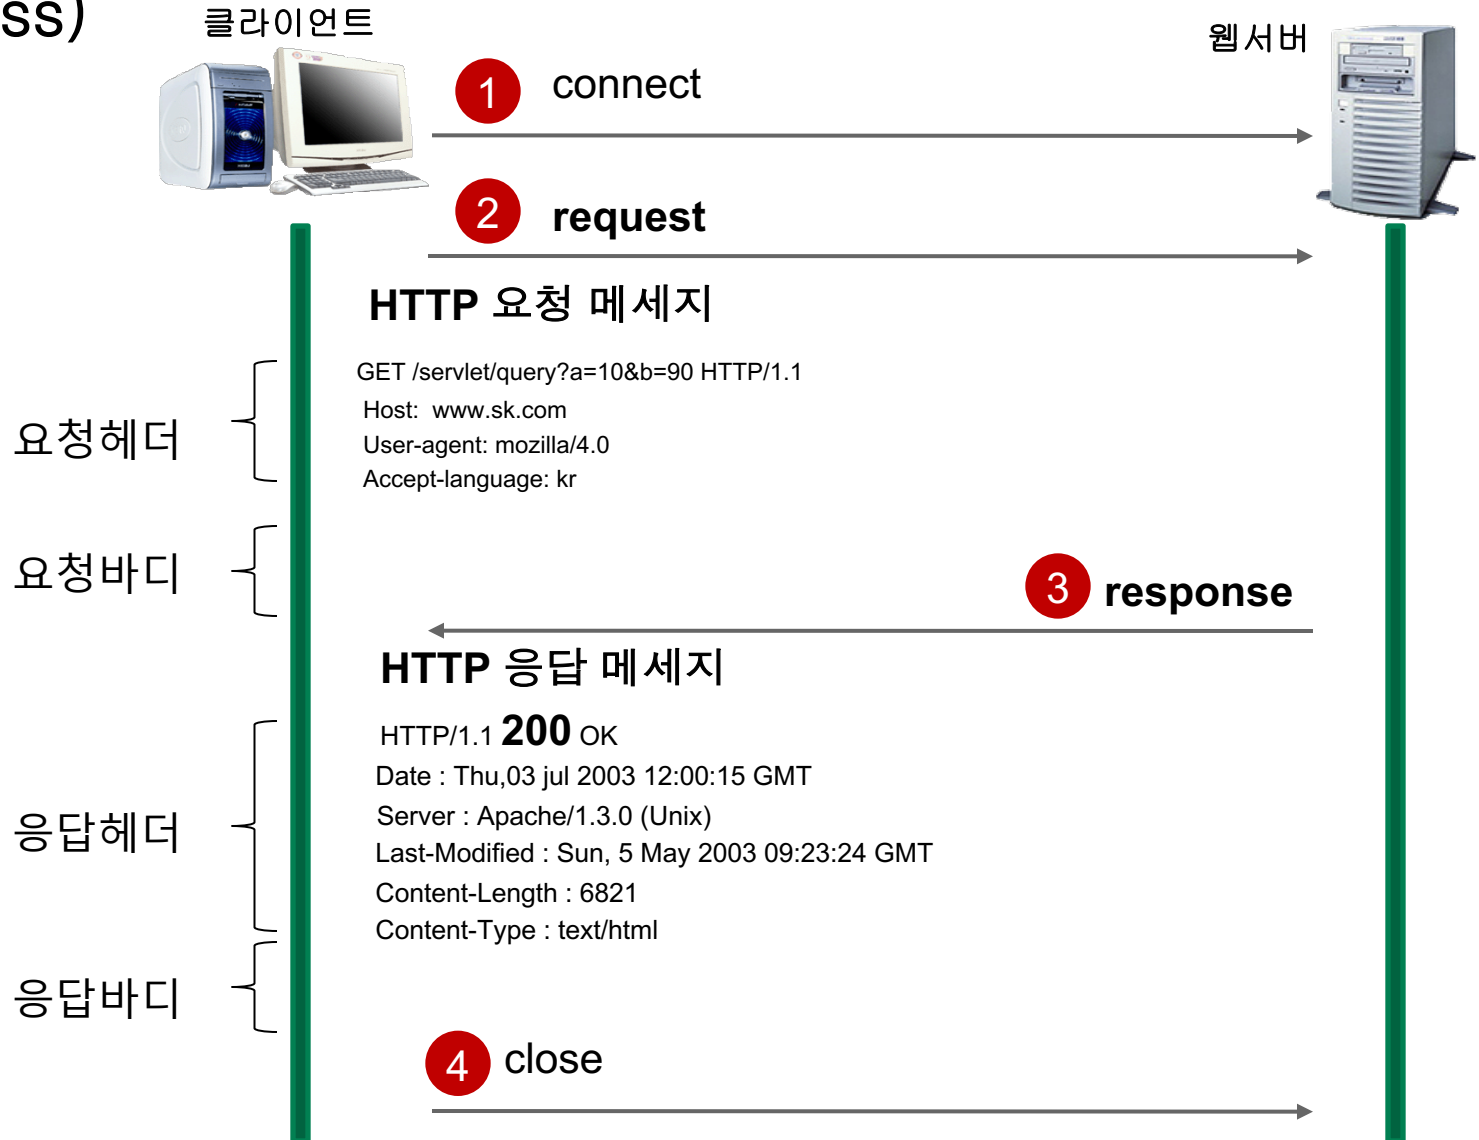 ss)
클라이언트
웹서버
1 connect
2 request
HTTP 요청 메세지
GET /servlet/query?a=10&b=90 HTTP/1.1
Host: www.sk.com
User-agent: mozilla/4.0
Accept-language: kr
요청헤더
요청바디
3 response
HTTP 응답 메세지
HTTP/1.1 200 OK
Date : Thu,03 jul 2003 12:00:15 GMT
Server : Apache/1.3.0 (Unix)
Last-Modified : Sun, 5 May 2003 09:23:24 GMT
Content-Length : 6821
Content-Type : text/html
응답헤더
응답바디
4 close